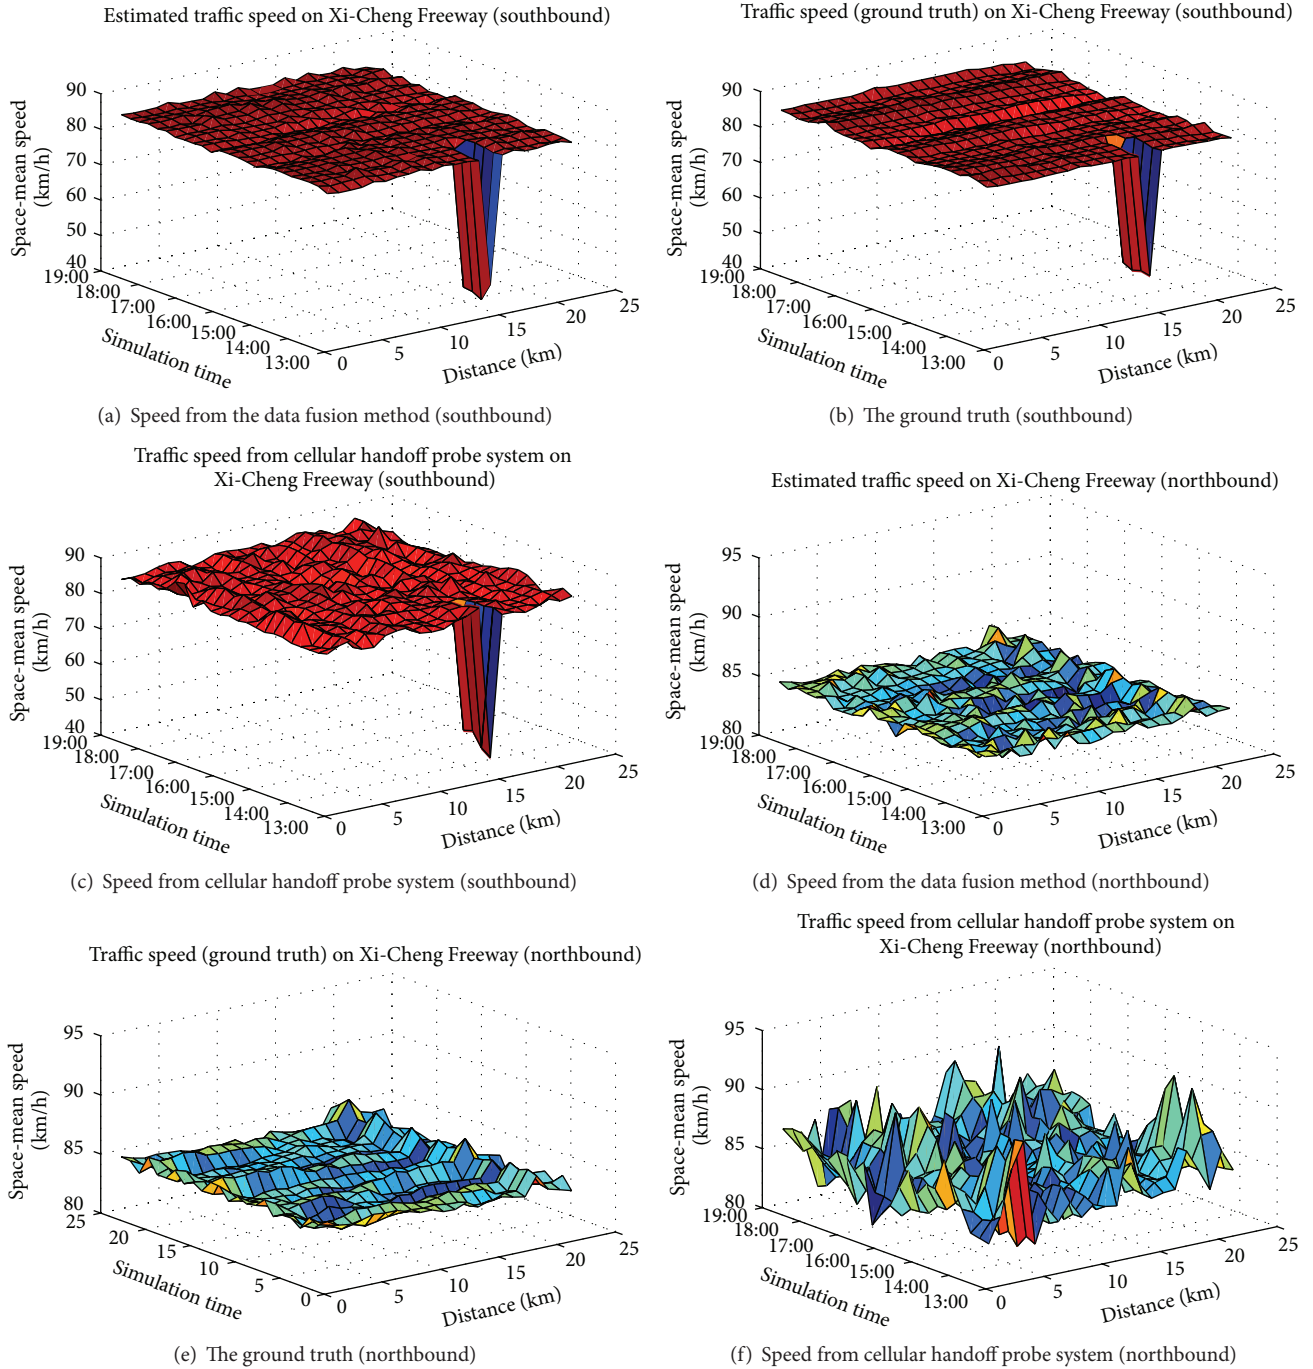 Estimated traffic speed on Xi-Cheng Freeway (southbound)
Space-mean speed
(km/h)
90
80
70
60
50
40
19:00
18:00
17:00
16:00
15:00
14:00
13:00
Simulation time
0
5
10
15
20
25
Distance (km)
(a) Speed from the data fusion method (southbound)
Traffic speed (ground truth) on Xi-Cheng Freeway (southbound)
Space-mean speed
(km/h)
90
80
70
60
50
40
19:00
18:00
17:00
16:00
15:00
14:00
13:00
Simulation time
0
5
10
15
20
25
Distance (km)
(b) The ground truth (southbound)
Traffic speed from cellular handoff probe system on
Xi-Cheng Freeway (southbound)
Space-mean speed
(km/h)
90
80
70
60
50
40
19:00
18:00
17:00
16:00
15:00
14:00
13:00
Simulation time
0
5
10
15
20
25
Distance (km)
(c) Speed from cellular handoff probe system (southbound)
Estimated traffic speed on Xi-Cheng Freeway (northbound)
Space-mean speed
(km/h)
95
90
85
80
19:00
18:00
17:00
16:00
15:00
14:00
13:00
Simulation time
0
5
10
15
20
25
Distance (km)
(d) Speed from the data fusion method (northbound)
Traffic speed (ground truth) on Xi-Cheng Freeway (northbound)
Space-mean speed
(km/h)
95
90
85
80
25
20
15
10
5
0
Simulation time
0
5
10
15
20
25
Distance (km)
(e) The ground truth (northbound)
Traffic speed from cellular handoff probe system on
Xi-Cheng Freeway (northbound)
Space-mean speed
(km/h)
95
90
85
80
19:00
18:00
17:00
16:00
15:00
14:00
13:00
Simulation time
0
5
10
15
20
25
Distance (km)
(f) Speed from cellular handoff probe system (northbound)